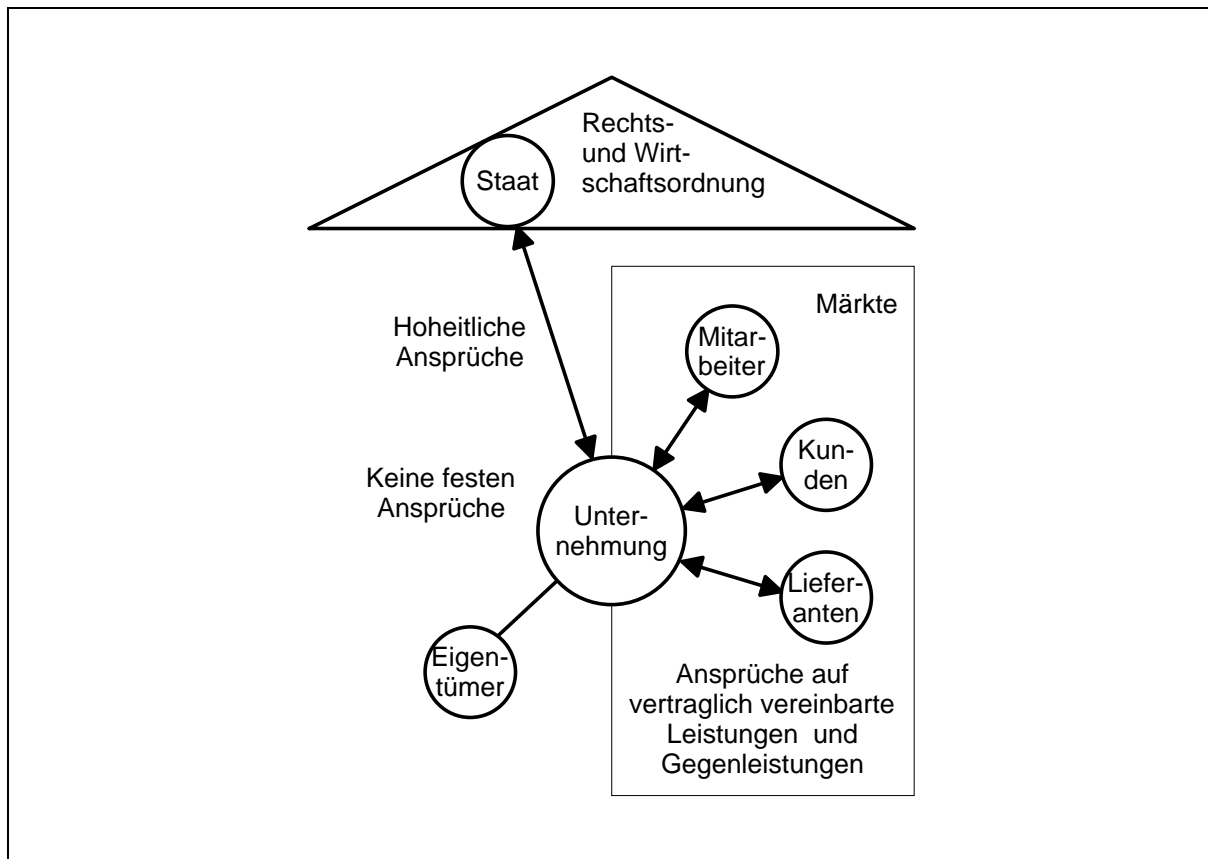 Rechts-
und Wirt-
schaftsordnung
Staat
Märkte
Hoheitliche
Ansprüche
Mitar-
beiter
Kun-
den
Keine festen
Ansprüche
Unter-
nehmung
Liefer-
anten
Eigen-
tümer
Ansprüche auf
vertraglich vereinbarte
Leistungen und
Gegenleistungen